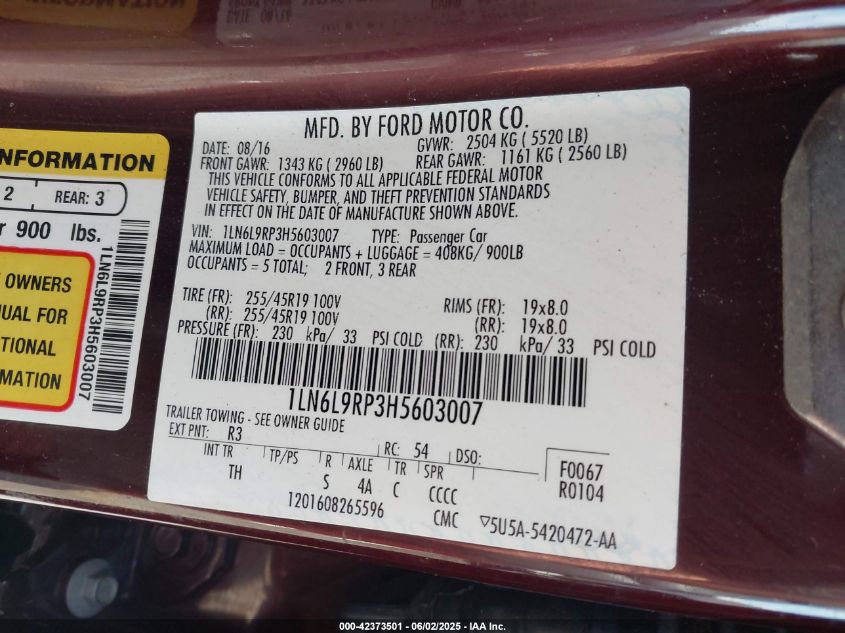 NFORMATION
2 REAR: 3
r 900 lbs.
OWNERS
NUAL FOR
TIONAL
RMATION
1LN6L9RP3H5603007
MFD. BY FORD MOTOR CO.
DATE: 08/16 GVWR: 2504 KG ( 5520 LB)
FRONT GAWR: 1343 KG ( 2960 LB) REAR GAWR: 1161 KG ( 2560 LB)
THIS VEHICLE CONFORMS TO ALL APPLICABLE FEDERAL MOTOR
VEHICLE SAFETY, BUMPER, AND THEFT PREVENTION STANDARDS
IN EFFECT ON THE DATE OF MANUFACTURE SHOWN ABOVE.
VIN: 1LN6L9RP3H5603007 TYPE: Passenger Car
MAXIMUM LOAD = OCCUPANTS + LUGGAGE = 408KG/ 900LB
OCCUPANTS = 5 TOTAL; 2 FRONT, 3 REAR
TIRE (FR): 255/45R19 100V RIMS (FR): 19x8.0
(RR): 255/45R19 100V (RR): 19x8.0
PRESSURE (FR): 230 kPa/ 33 PSI COLD (RR): 230 kPa/ 33 PSI COLD
1LN6L9RP3H5603007
TRAILER TOWING - SEE OWNER GUIDE
EXT PNT: R3 RC: 54 DSO: F0067
INT TR TP/PS R AXLE TR SPR R0104
TH S 4A C CCCC
1201608265596 CMC ▽5U5A-5420472-AA
000-42373501 - 06/02/2025 - IAA Inc.